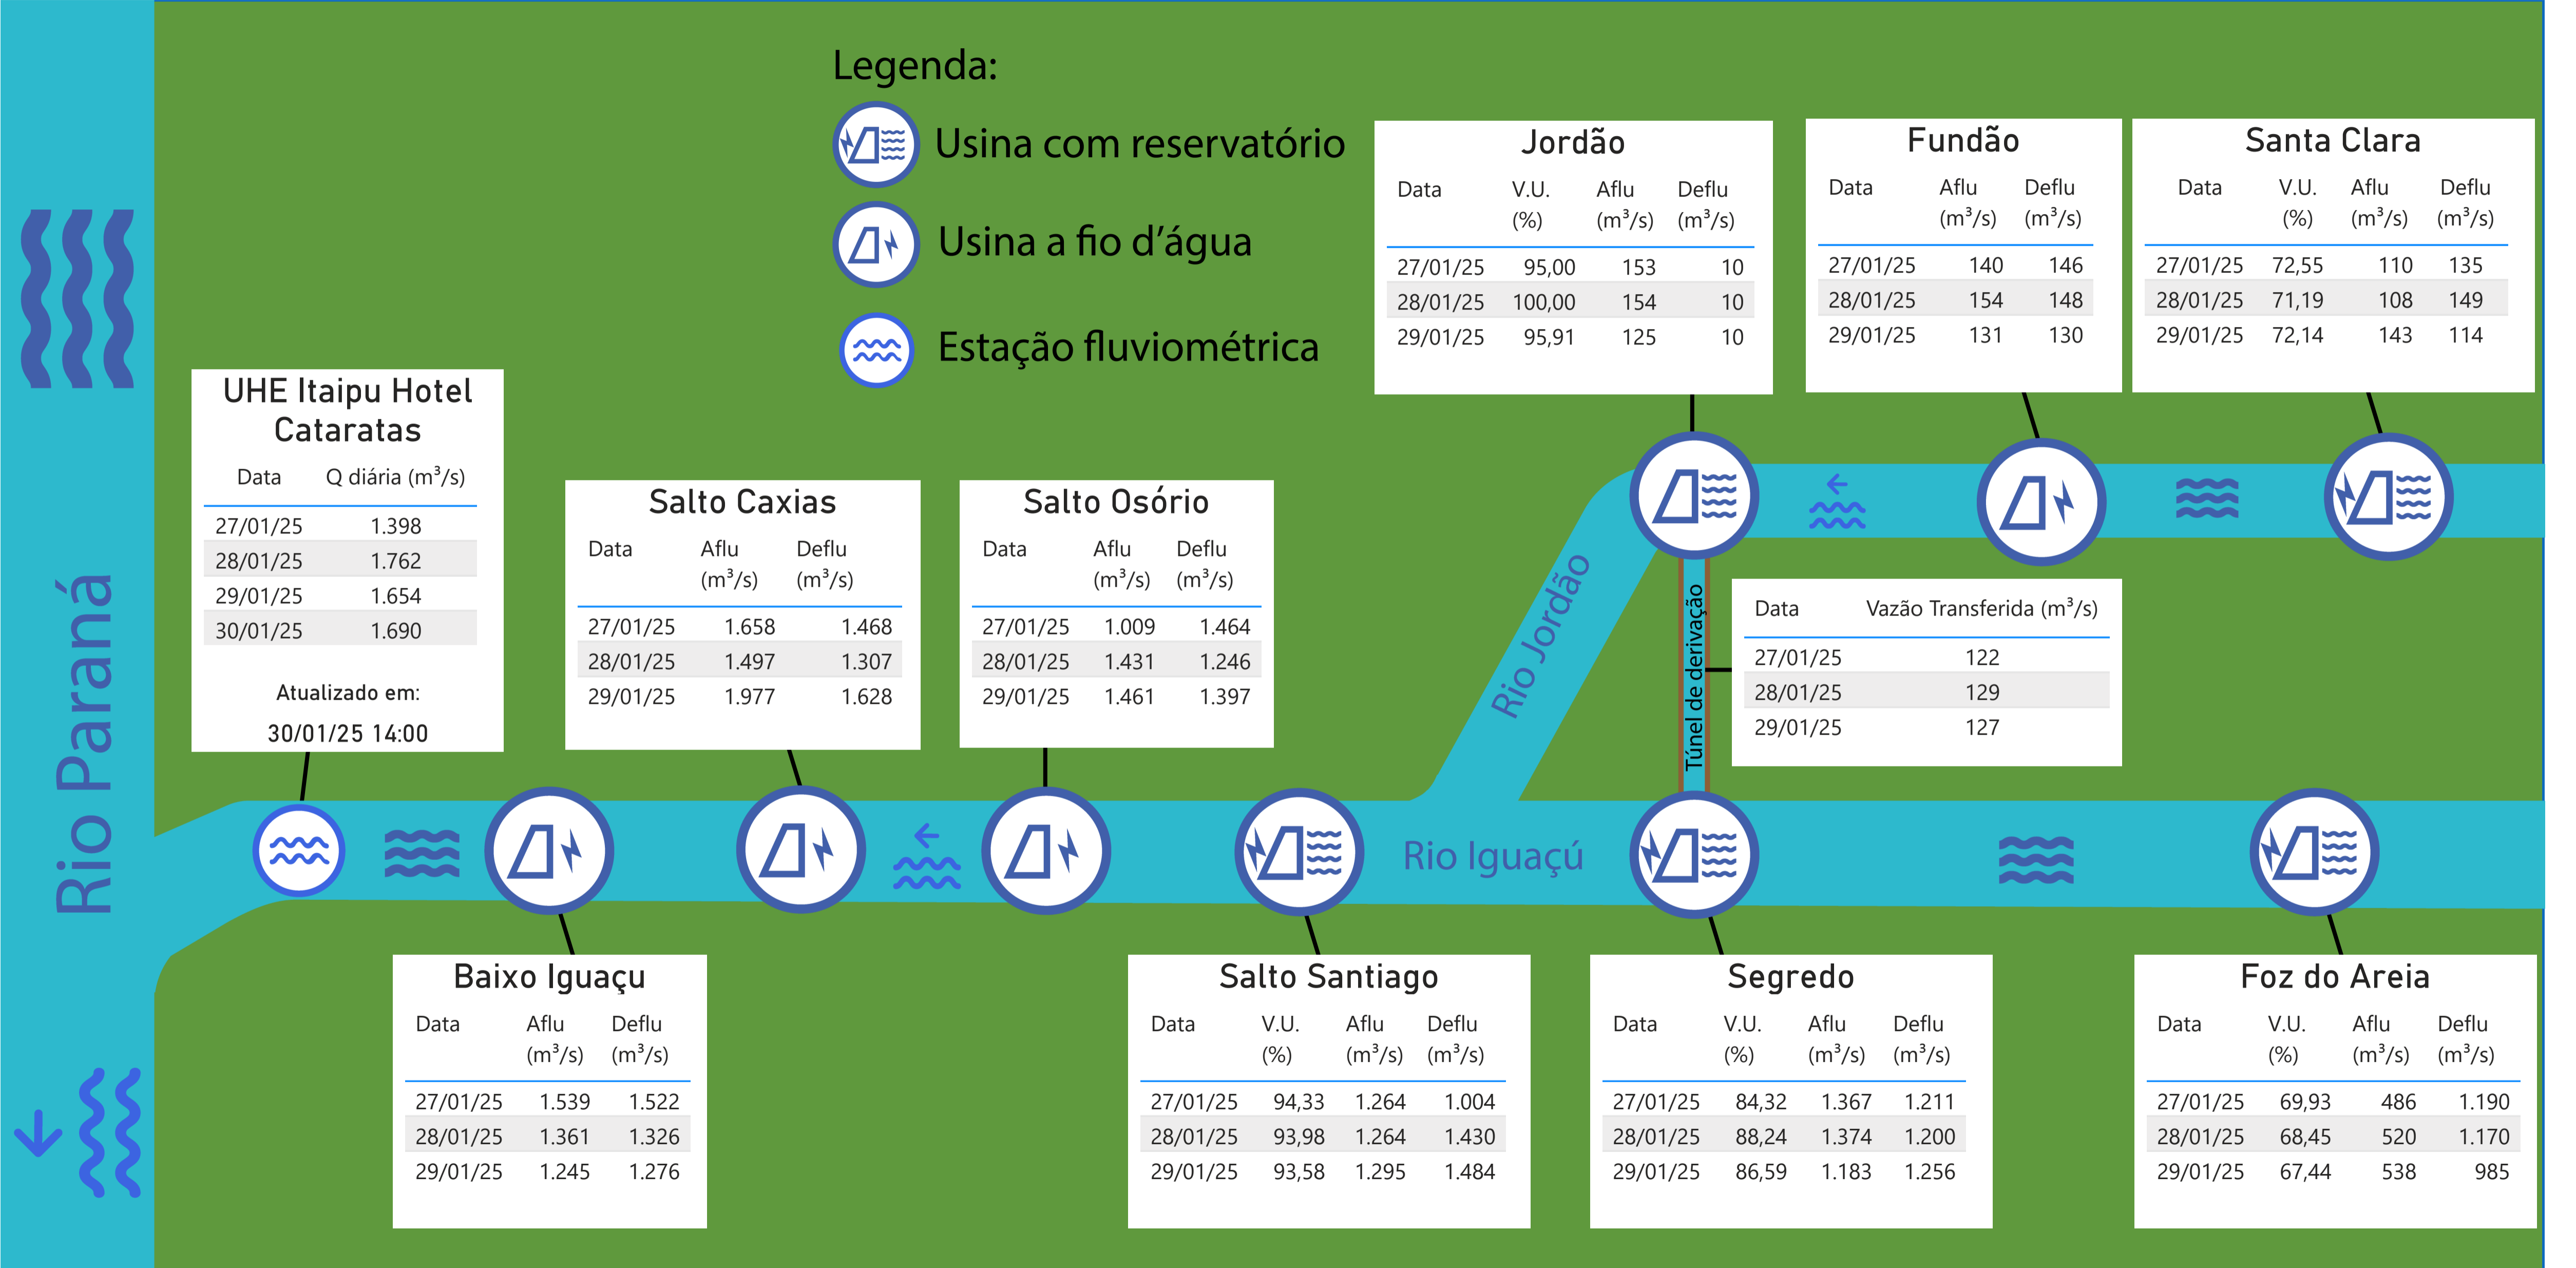 Legenda:
Usina com reservatório
Usina a fio d'água
Estação fluviométrica
Jordão
Data V.U. (%) Aflu (m³/s) Deflu (m³/s)
27/01/25 95,00 153 10
28/01/25 100,00 154 10
29/01/25 95,91 125 10
Fundão
Data Aflu (m³/s) Deflu (m³/s)
27/01/25 140 146
28/01/25 154 148
29/01/25 131 130
Santa Clara
Data V.U. (%) Aflu (m³/s) Deflu (m³/s)
27/01/25 72,55 110 135
28/01/25 71,19 108 149
29/01/25 72,14 143 114
UHE Itaipu Hotel
Cataratas
Data Q diária (m³/s)
27/01/25 1.398
28/01/25 1.762
29/01/25 1.654
30/01/25 1.690
Atualizado em:
30/01/25 14:00
Salto Caxias
Data Aflu (m³/s) Deflu (m³/s)
27/01/25 1.658 1.468
28/01/25 1.497 1.307
29/01/25 1.977 1.628
Salto Osório
Data Aflu (m³/s) Deflu (m³/s)
27/01/25 1.009 1.464
28/01/25 1.431 1.246
29/01/25 1.461 1.397
Rio Jordão
Túnel de derivação
Data Vazão Transferida (m³/s)
27/01/25 122
28/01/25 129
29/01/25 127
Rio Paraná
Rio Iguaçú
Baixo Iguaçu
Data Aflu (m³/s) Deflu (m³/s)
27/01/25 1.539 1.522
28/01/25 1.361 1.326
29/01/25 1.245 1.276
Salto Santiago
Data V.U. (%) Aflu (m³/s) Deflu (m³/s)
27/01/25 94,33 1.264 1.004
28/01/25 93,98 1.264 1.430
29/01/25 93,58 1.295 1.484
Segredo
Data V.U. (%) Aflu (m³/s) Deflu (m³/s)
27/01/25 84,32 1.367 1.211
28/01/25 88,24 1.374 1.200
29/01/25 86,59 1.183 1.256
Foz do Areia
Data V.U. (%) Aflu (m³/s) Deflu (m³/s)
27/01/25 69,93 486 1.190
28/01/25 68,45 520 1.170
29/01/25 67,44 538 985